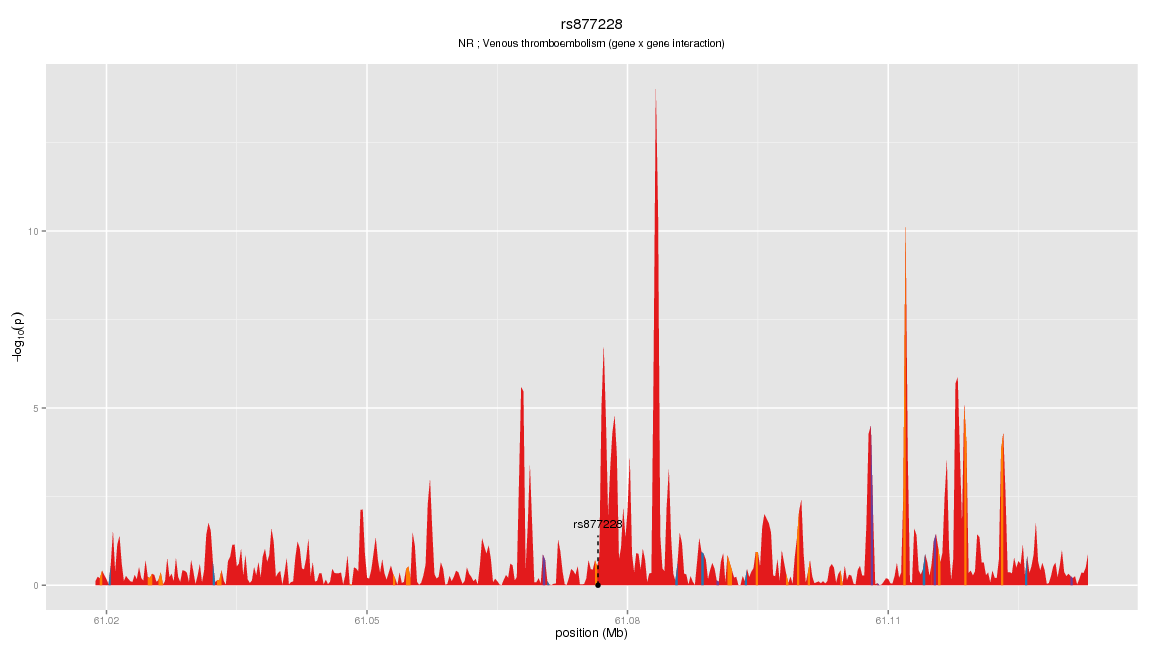 rs877228
NR ; Venous thromboembolism (gene x gene interaction)
−log10(p)
10
5
0
rs877228
61.02
61.05
61.08
61.11
position (Mb)